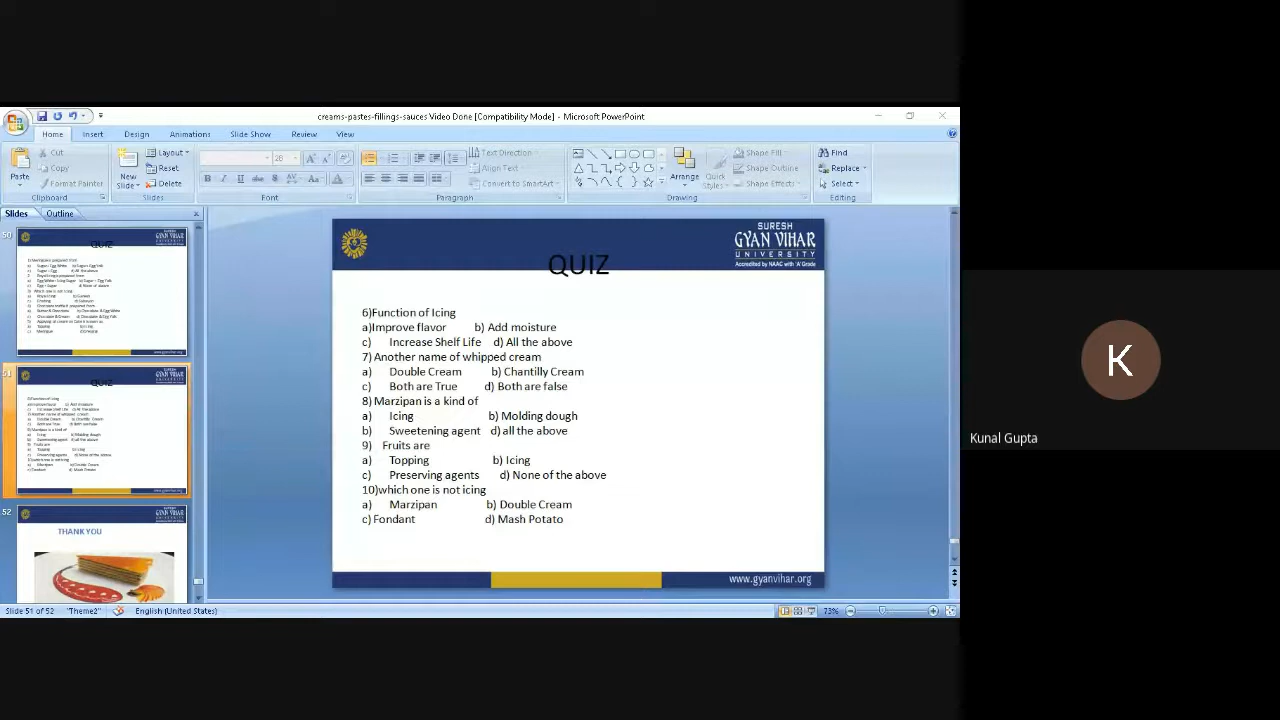 creams-pastes-fillings-sauces Video Done [Compatibility Mode] - Microsoft PowerPoint
Home Insert Design Animations Slide Show Review View
Paste
Cut
Copy
Format Painter
Clipboard
New Slide
Layout
Reset
Delete
Slides
28
Font
Paragraph
Text Direction
Align Text
Convert to SmartArt
Arrange
Quick Styles
Shape Fill
Shape Outline
Shape Effects
Drawing
Find
Replace
Select
Editing
Slides Outline
50
QUIZ
51
QUIZ
52
THANK YOU
SURESH
GYAN VIHAR
UNIVERSITY
Accredited by NAAC with 'A' Grade
QUIZ
6)Function of Icing
a)Improve flavor b) Add moisture
c) Increase Shelf Life d) All the above
7) Another name of whipped cream
a) Double Cream b) Chantilly Cream
c) Both are True d) Both are false
8) Marzipan is a kind of
a) Icing b) Molding dough
b) Sweetening agent d) all the above
9) Fruits are
a) Topping b) Icing
c) Preserving agents d) None of the above
10)which one is not icing
a) Marzipan b) Double Cream
c) Fondant d) Mash Potato
www.gyanvihar.org
Slide 51 of 52 "Theme2" English (United States) 73%
K
Kunal Gupta